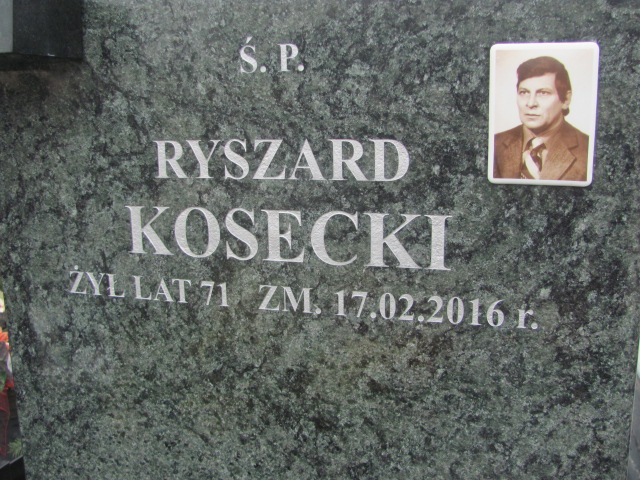 Ś. P.
RYSZARD
KOSECKI
ŻYŁ LAT 71 ZM. 17.02.2016 r.